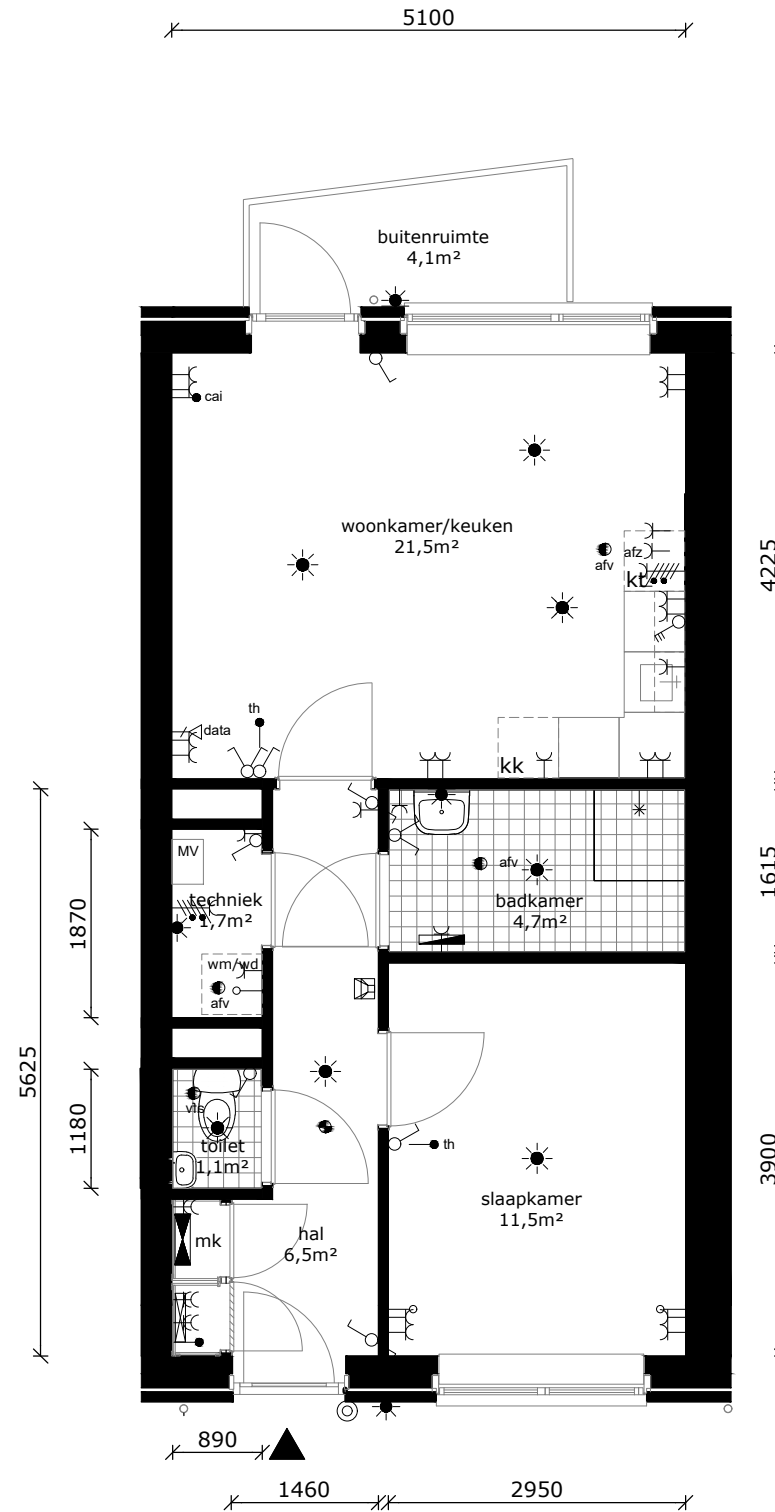 5100
buitenruimte
4,1m²
cai
woonkamer/keuken
21,5m²
afv
afz
kt
4225
th
data
kk
MV
techniek
1,7m²
afv
badkamer
4,7m²
1615
1870
wm/wd
afv
5625
vts
toilet
1,1m²
1180
th
slaapkamer
11,5m²
3900
mk
hal
6,5m²
890
1460
2950